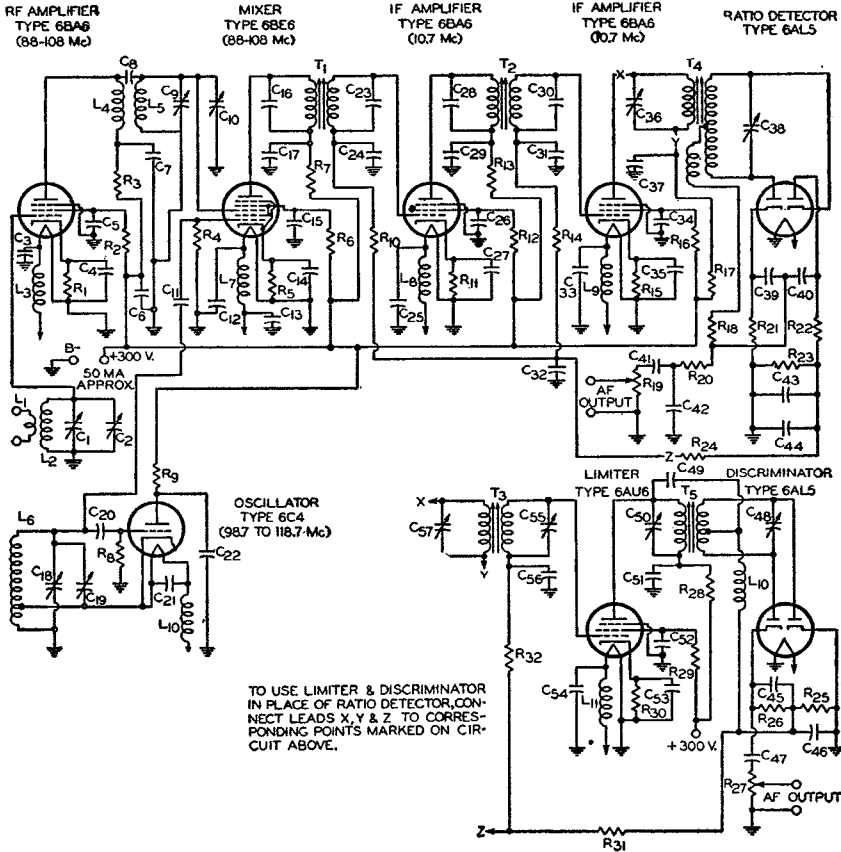 RF AMPLIFIER
TYPE 6BA6
(88-108 Mc)
MIXER
TYPE 6BE6
(88-108 Mc)
IF AMPLIFIER
TYPE 6BA6
(10.7 Mc)
IF AMPLIFIER
TYPE 6BA6
(10.7 Mc)
RATIO DETECTOR
TYPE 6AL5
C8
T1
T2
T4
X
L4
L5
C9
C10
C16
C23
C28
C30
C36
C38
C7
C17
C24
R7
C29
C31
R13
Y
C37
R3
C3
C5
R2
C4
L3
R1
C6
C11
R4
C15
R6
L7
R5
C14
C12
C13
R10
C26
R12
R14
L8
R11
C27
C25
C33
C34
R16
L9
C35
R15
R17
C39
C40
R18
R21
R22
B-
+300 V.
50 MA
APPROX.
C32
C41
R19
R20
AF
OUTPUT
C42
R23
C43
C44
Z
R24
L1
L2
C1
C2
R9
OSCILLATOR
TYPE 6C4
(98.7 TO 118.7 Mc)
L6
C20
R8
C18
C19
C21
L10
C22
LIMITER
TYPE 6AU6
C49
DISCRIMINATOR
TYPE 6AL5
X
T3
C57
C55
Y
C56
C50
T5
C48
C51
R28
L10
R32
C52
R29
C54
L11
C53
R30
+300 V.
C45
R26
R25
C46
C47
R27
AF OUTPUT
TO USE LIMITER & DISCRIMINATOR
IN PLACE OF RATIO DETECTOR, CON-
NECT LEADS X, Y & Z TO CORRES-
PONDING POINTS MARKED ON CIR-
CUIT ABOVE.
Z
R31